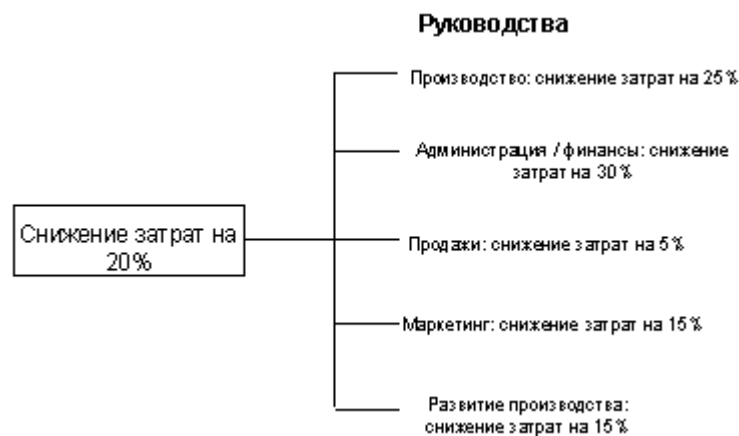 Руководства
Производство: снижение затрат на 25%
Администрация / финансы: снижение
затрат на 30%
Снижение затрат на
20%
Продажи: снижение затрат на 5%
Маркетинг: снижение затрат на 15%
Развитие производства:
снижение затрат на 15%